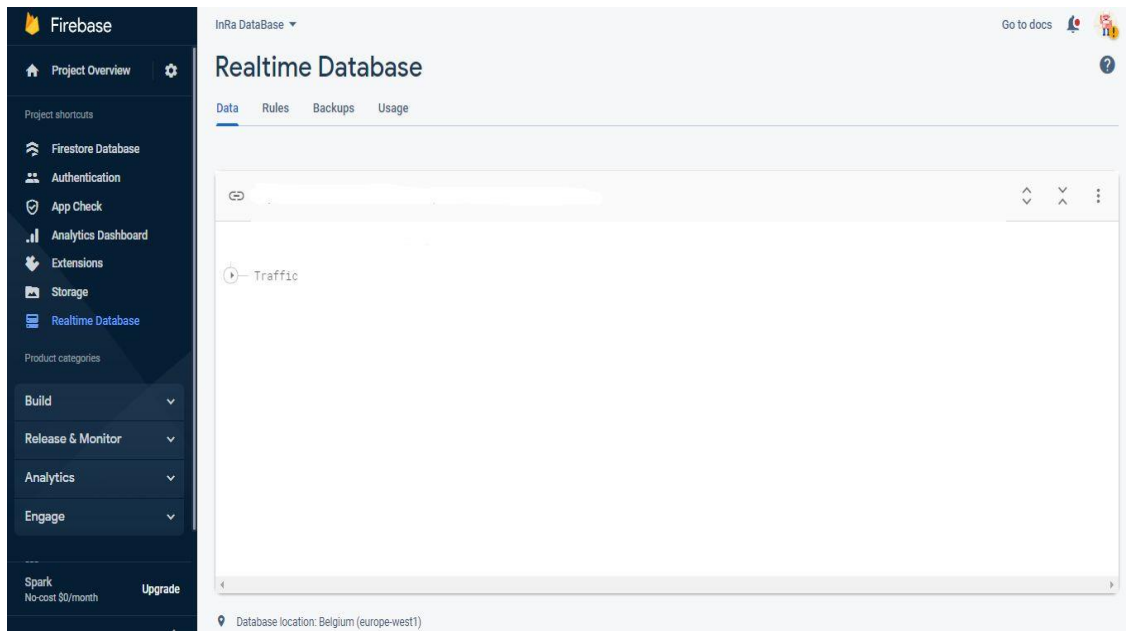 Firebase
Project Overview
Project shortcuts
Firestore Database
Authentication
App Check
Analytics Dashboard
Extensions
Storage
Realtime Database
Product categories
Build
Release & Monitor
Analytics
Engage
Spark
No-cost $0/month
Upgrade
InRa DataBase
Go to docs
Realtime Database
Data Rules Backups Usage
Traffic
Database location: Belgium (europe-west1)